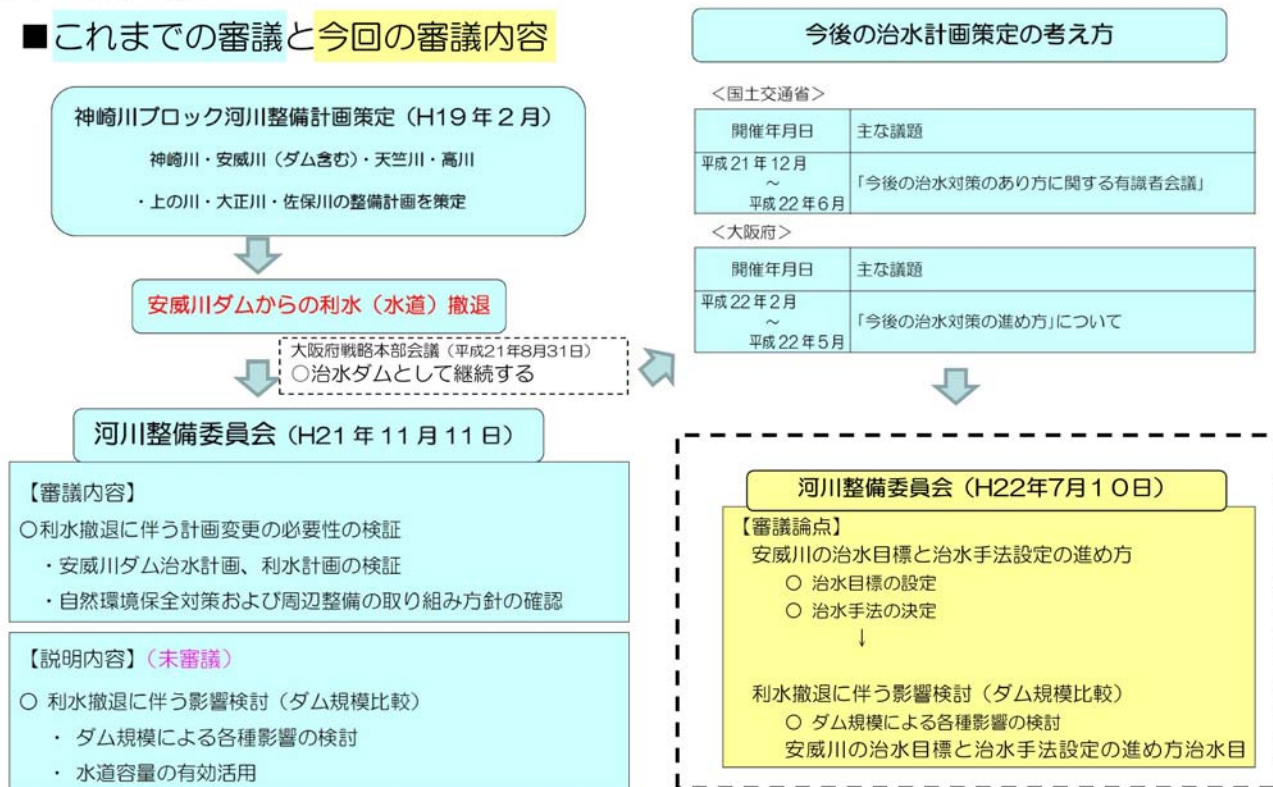 ■これまでの審議と今回の審議内容
神崎川ブロック河川整備計画策定（H19年2月）
神崎川・安威川（ダム含む）・天竺川・高川
・上の川・大正川・佐保川の整備計画を策定
安威川ダムからの利水（水道）撤退
大阪府戦略本部会議（平成21年8月31日）
○治水ダムとして継続する
河川整備委員会（H21年11月11日）
【審議内容】
○利水撤退に伴う計画変更の必要性の検証
・安威川ダム治水計画、利水計画の検証
・自然環境保全対策および周辺整備の取り組み方針の確認
【説明内容】（未審議）
○ 利水撤退に伴う影響検討（ダム規模比較）
・ ダム規模による各種影響の検討
・ 水道容量の有効活用
今後の治水計画策定の考え方
＜国土交通省＞
開催年月日 主な議題
平成21年12月
～
平成22年6月
「今後の治水対策のあり方に関する有識者会議」
＜大阪府＞
開催年月日 主な議題
平成22年2月
～
平成22年5月
「今後の治水対策の進め方」について
河川整備委員会（H22年7月10日）
【審議論点】
安威川の治水目標と治水手法設定の進め方
○ 治水目標の設定
○ 治水手法の決定
↓
利水撤退に伴う影響検討（ダム規模比較）
○ ダム規模による各種影響の検討
安威川の治水目標と治水手法設定の進め方治水目